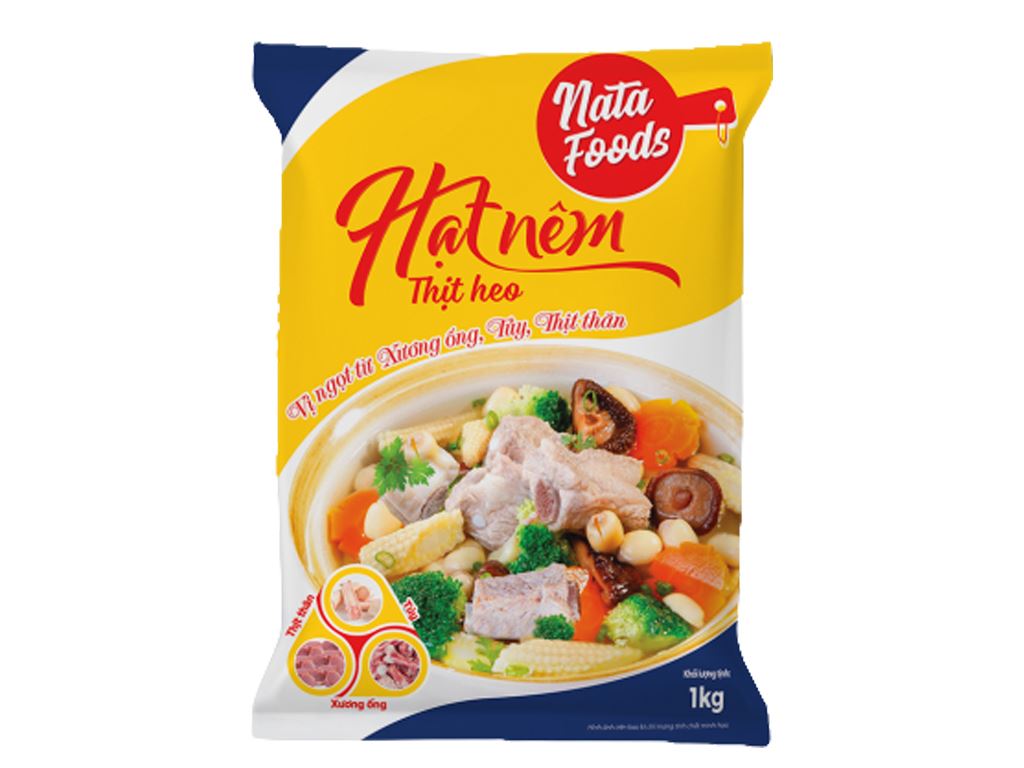 Nata
Foods
Hạt nêm
Thịt heo
Vị ngọt từ Xương ống, Tủy, Thịt thăn
Thịt thăn
Tủy
Xương ống
Khối lượng tịnh:
1kg